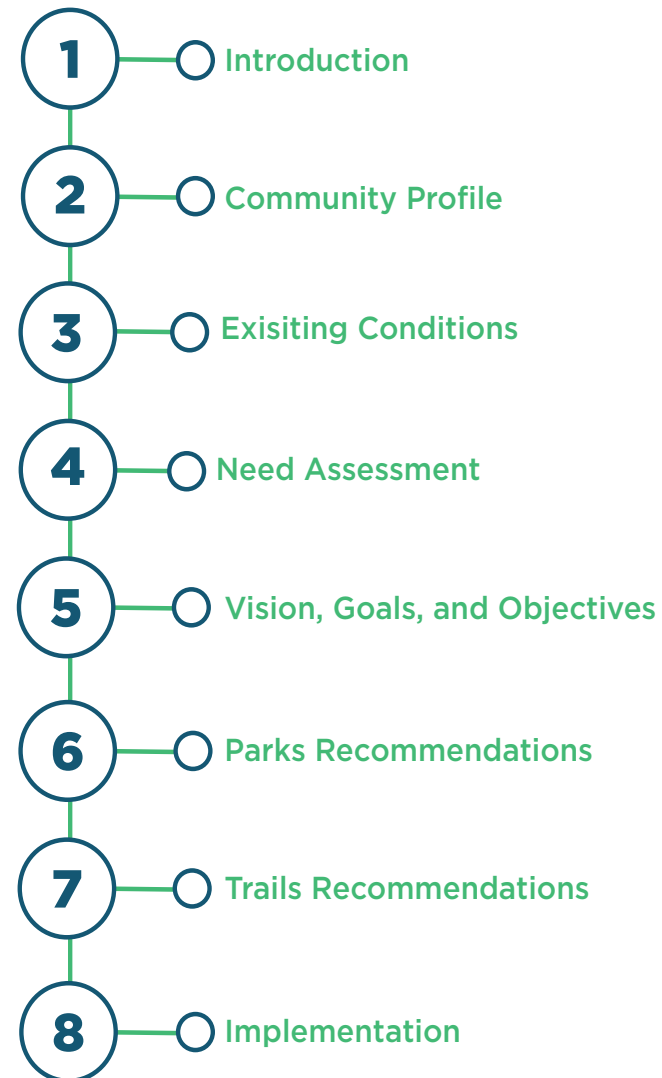 1 Introduction
2 Community Profile
3 Exisiting Conditions
4 Need Assessment
5 Vision, Goals, and Objectives
6 Parks Recommendations
7 Trails Recommendations
8 Implementation